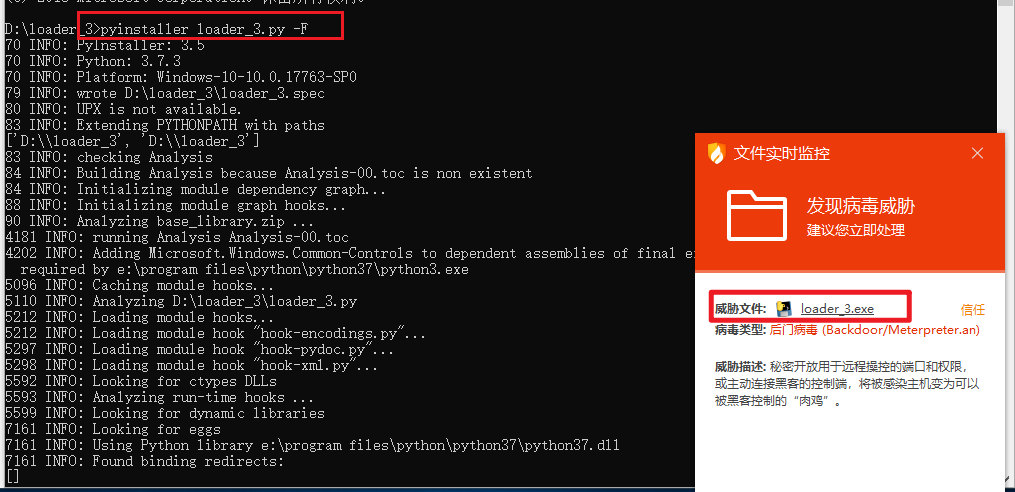 D:\loader_3>pyinstaller loader_3.py -F
70 INFO: PyInstaller: 3.5
70 INFO: Python: 3.7.3
70 INFO: Platform: Windows-10-10.0.17763-SP0
79 INFO: wrote D:\loader_3\loader_3.spec
80 INFO: UPX is not available.
83 INFO: Extending PYTHONPATH with paths
['D:\\loader_3', 'D:\\loader_3']
83 INFO: checking Analysis
84 INFO: Building Analysis because Analysis-00.toc is non existent
84 INFO: Initializing module dependency graph...
88 INFO: Initializing module graph hooks...
90 INFO: Analyzing base_library.zip ...
4181 INFO: running Analysis Analysis-00.toc
4202 INFO: Adding Microsoft.Windows.Common-Controls to dependent assemblies of final
required by e:\program files\python\python37\python3.exe
5096 INFO: Caching module hooks...
5110 INFO: Analyzing D:\loader_3\loader_3.py
5212 INFO: Loading module hooks...
5212 INFO: Loading module hook "hook-encodings.py"...
5297 INFO: Loading module hook "hook-pydoc.py"...
5298 INFO: Loading module hook "hook-xml.py"...
5592 INFO: Looking for ctypes DLLs
5593 INFO: Analyzing run-time hooks ...
5599 INFO: Looking for dynamic libraries
7161 INFO: Looking for eggs
7161 INFO: Using Python library e:\program files\python\python37\python37.dll
7161 INFO: Found binding redirects:
[]
文件实时监控
发现病毒威胁
建议您立即处理
威胁文件: loader_3.exe 信任
病毒类型: 后门病毒 (Backdoor/Meterpreter.an)
威胁描述: 秘密开放用于远程操控的端口和权限,
或主动连接黑客的控制端，将被感染主机变为可以
被黑客控制的“肉鸡”。